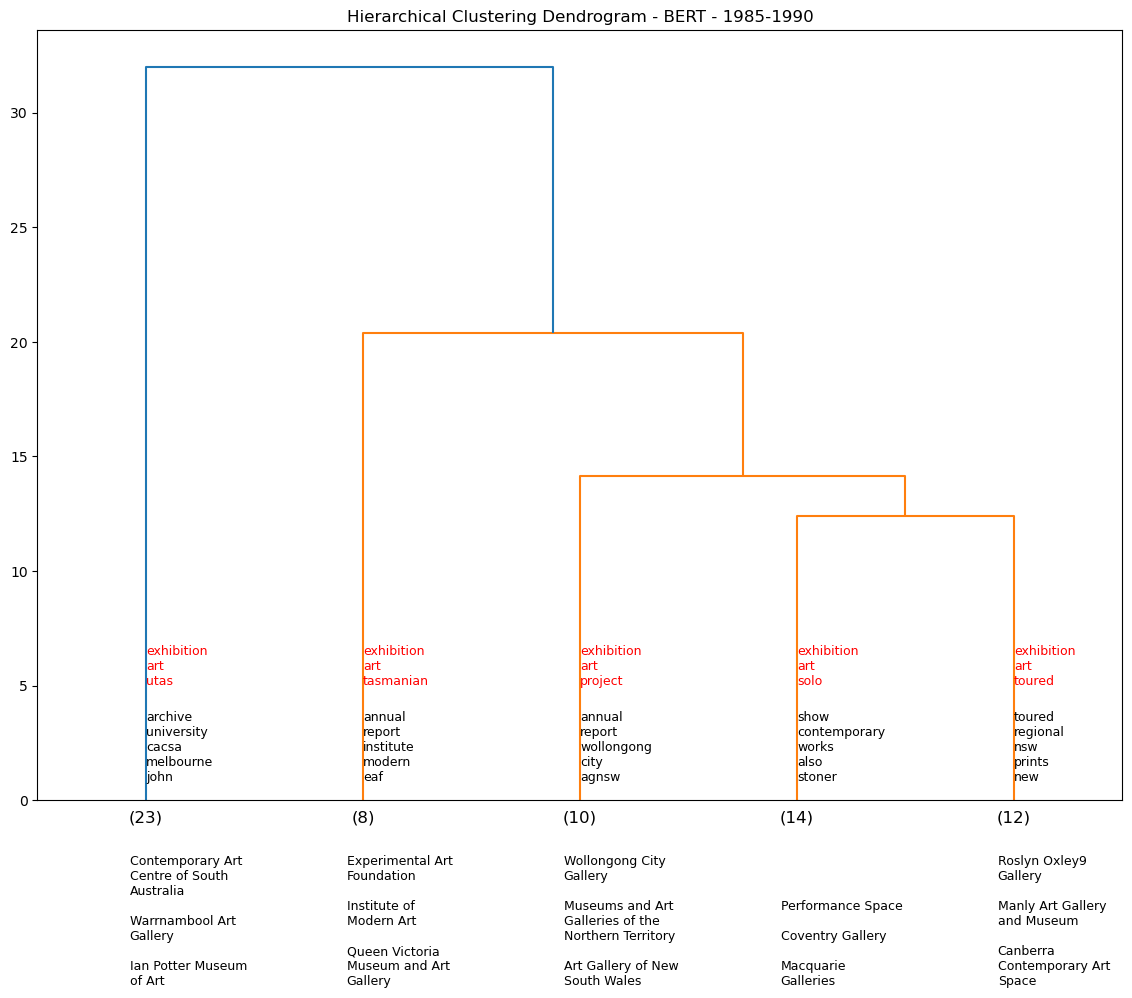 Hierarchical Clustering Dendrogram - BERT - 1985-1990
30
25
20
15
10
5
0
exhibition
art
utas
archive
university
cacsa
melbourne
john
exhibition
art
tasmanian
annual
report
institute
modern
eaf
exhibition
art
project
annual
report
wollongong
city
agnsw
exhibition
art
solo
show
contemporary
works
also
stoner
exhibition
art
toured
toured
regional
nsw
prints
new
(23)
(8)
(10)
(14)
(12)
Contemporary Art
Centre of South
Australia
Warrnambool Art
Gallery
Ian Potter Museum
of Art
Experimental Art
Foundation
Institute of
Modern Art
Queen Victoria
Museum and Art
Gallery
Wollongong City
Gallery
Museums and Art
Galleries of the
Northern Territory
Art Gallery of New
South Wales
Performance Space
Coventry Gallery
Macquarie
Galleries
Roslyn Oxley9
Gallery
Manly Art Gallery
and Museum
Canberra
Contemporary Art
Space